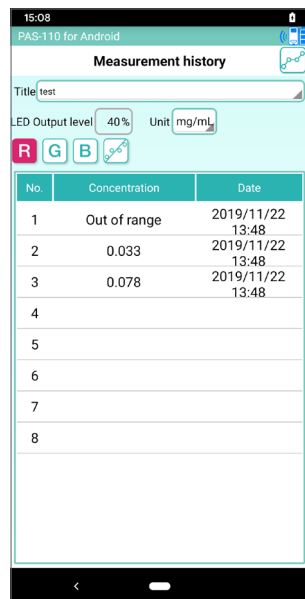 15:08
PAS-110 for Android
Measurement history
Title test
LED Output level 40% Unit mg/mL
R G B
No. Concentration Date
1 Out of range 2019/11/22 13:48
2 0.033 2019/11/22 13:48
3 0.078 2019/11/22 13:48
4
5
6
7
8